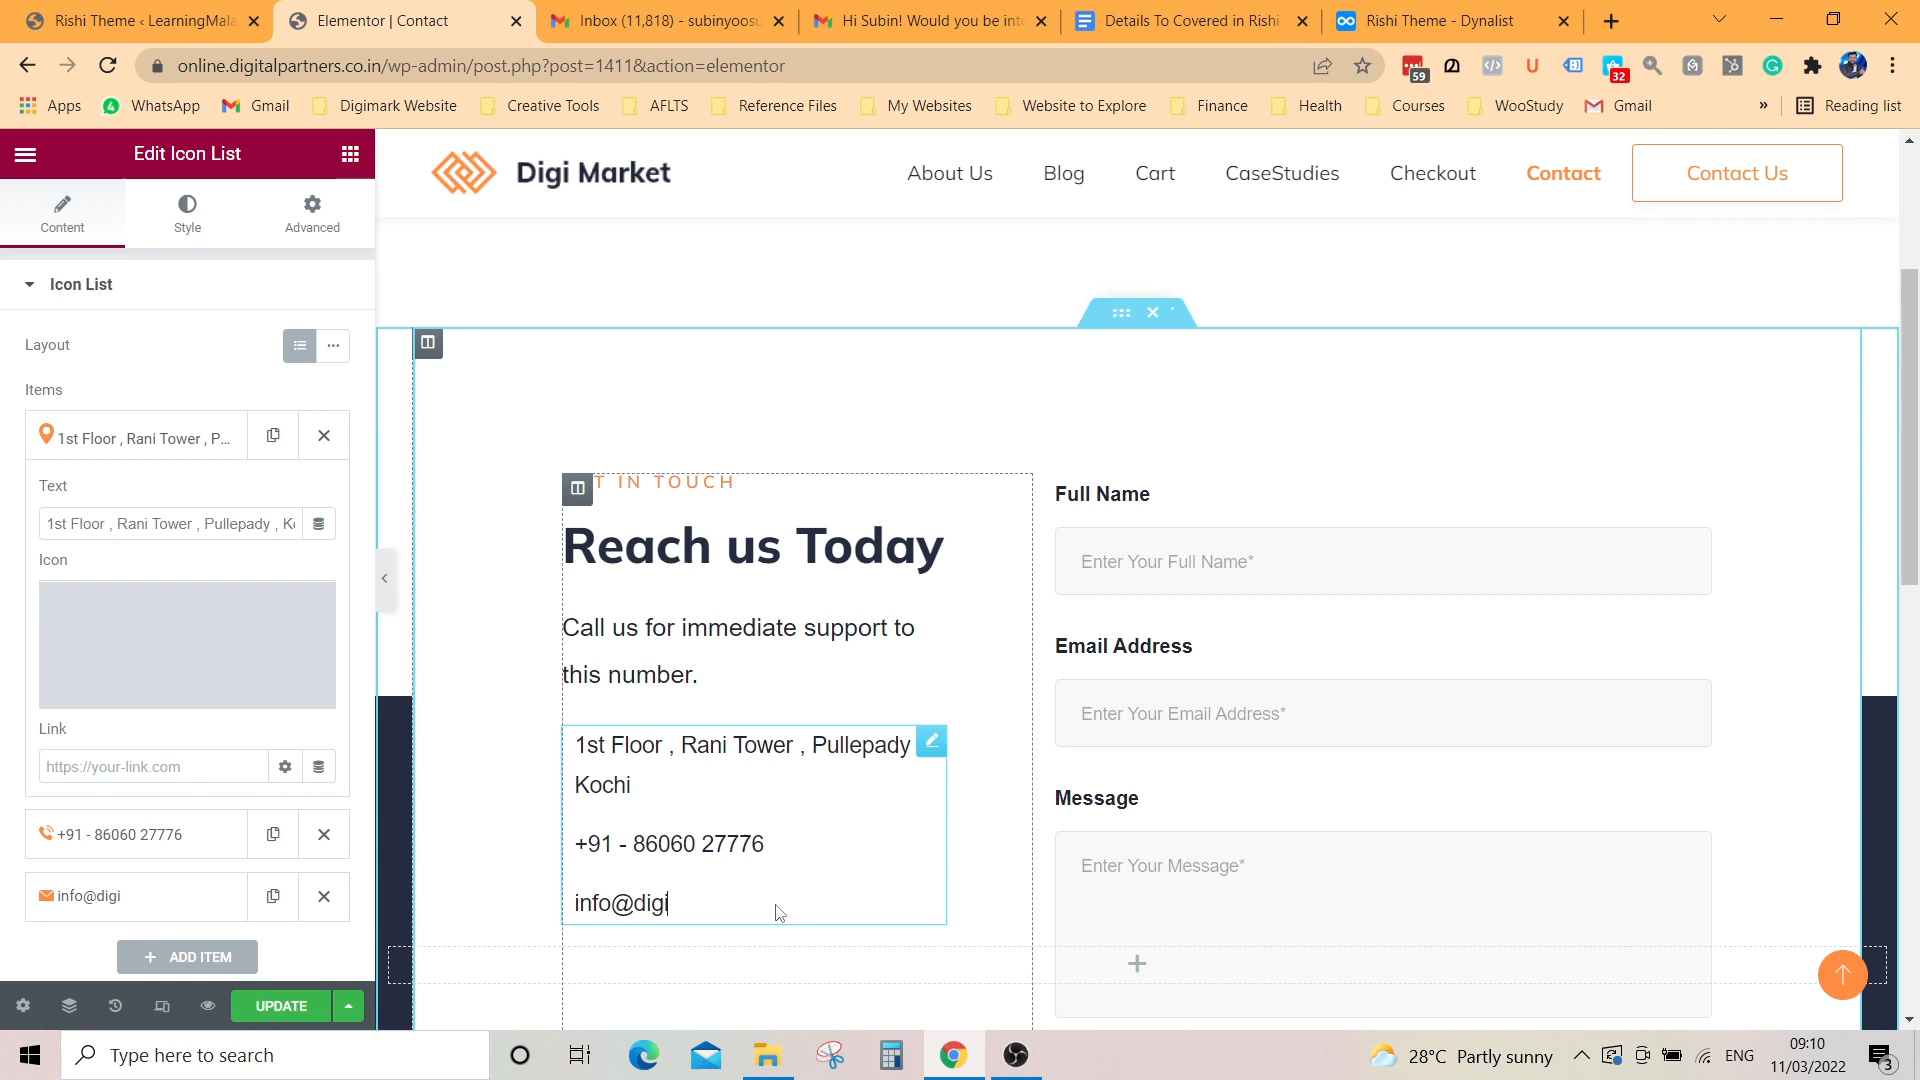 Rishi Theme ‹ LearningMala
Elementor | Contact
Inbox (11,818) - subinyoosu
Hi Subin! Would you be inte
Details To Covered in Rishi
Rishi Theme - Dynalist
online.digitalpartners.co.in/wp-admin/post.php?post=1411&action=elementor
59
32
Apps
WhatsApp
Gmail
Digimark Website
Creative Tools
AFLTS
Reference Files
My Websites
Website to Explore
Finance
Health
Courses
WooStudy
Gmail
»
Reading list
Edit Icon List
Content
Style
Advanced
Icon List
Layout
Items
1st Floor , Rani Tower , P...
Text
1st Floor , Rani Tower , Pullepady , Ko
Icon
Link
https://your-link.com
+91 - 86060 27776
info@digi
+ ADD ITEM
UPDATE
Digi Market
About Us
Blog
Cart
CaseStudies
Checkout
Contact
Contact Us
T IN TOUCH
Reach us Today
Call us for immediate support to
this number.
1st Floor , Rani Tower , Pullepady
Kochi
+91 - 86060 27776
info@digi
Full Name
Enter Your Full Name*
Email Address
Enter Your Email Address*
Message
Enter Your Message*
Type here to search
28°C Partly sunny
ENG
09:10
11/03/2022
3